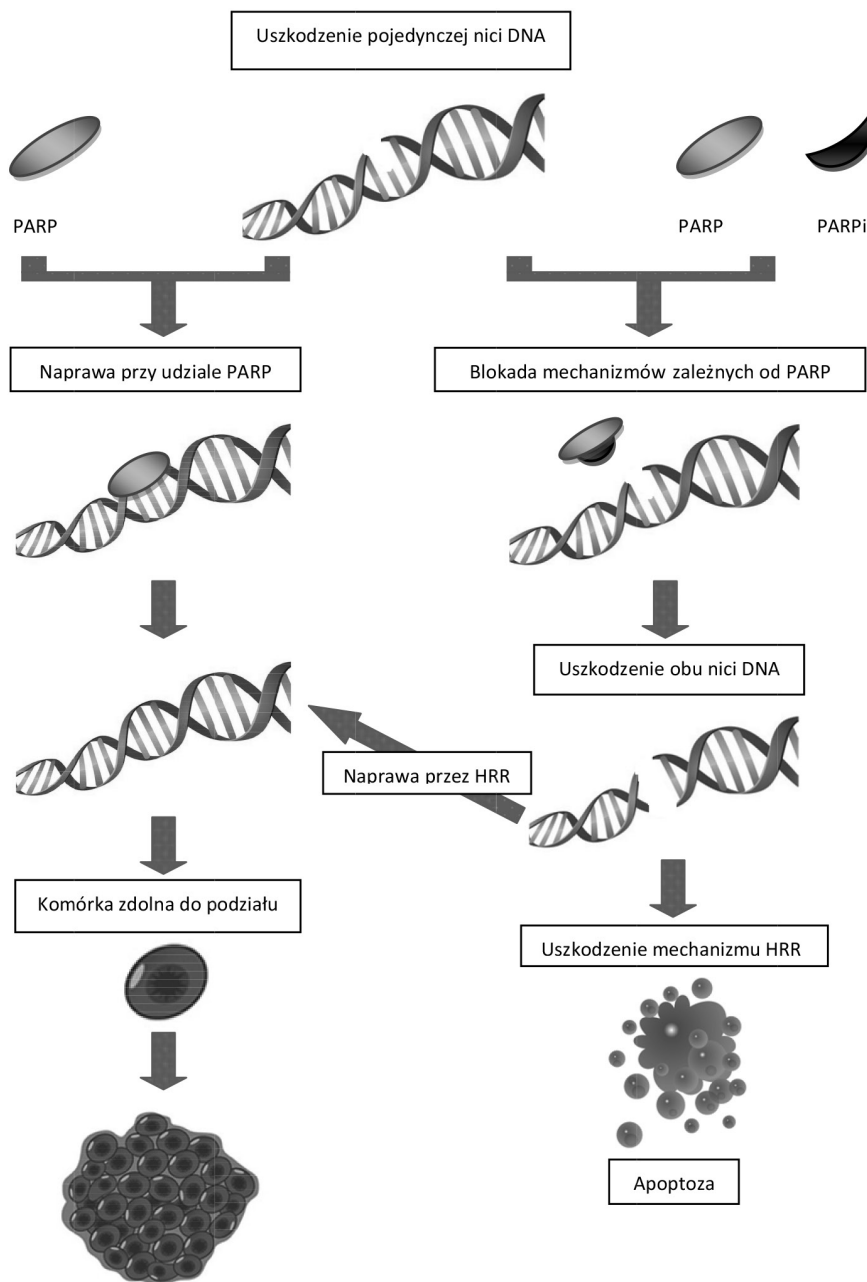 Uszkodzenie pojedynczej nici DNA
PARP
PARP
PARPi
Naprawa przy udziale PARP
Blokada mechanizmów zależnych od PARP
Uszkodzenie obu nici DNA
Naprawa przez HRR
Komórka zdolna do podziału
Uszkodzenie mechanizmu HRR
Apoptoza